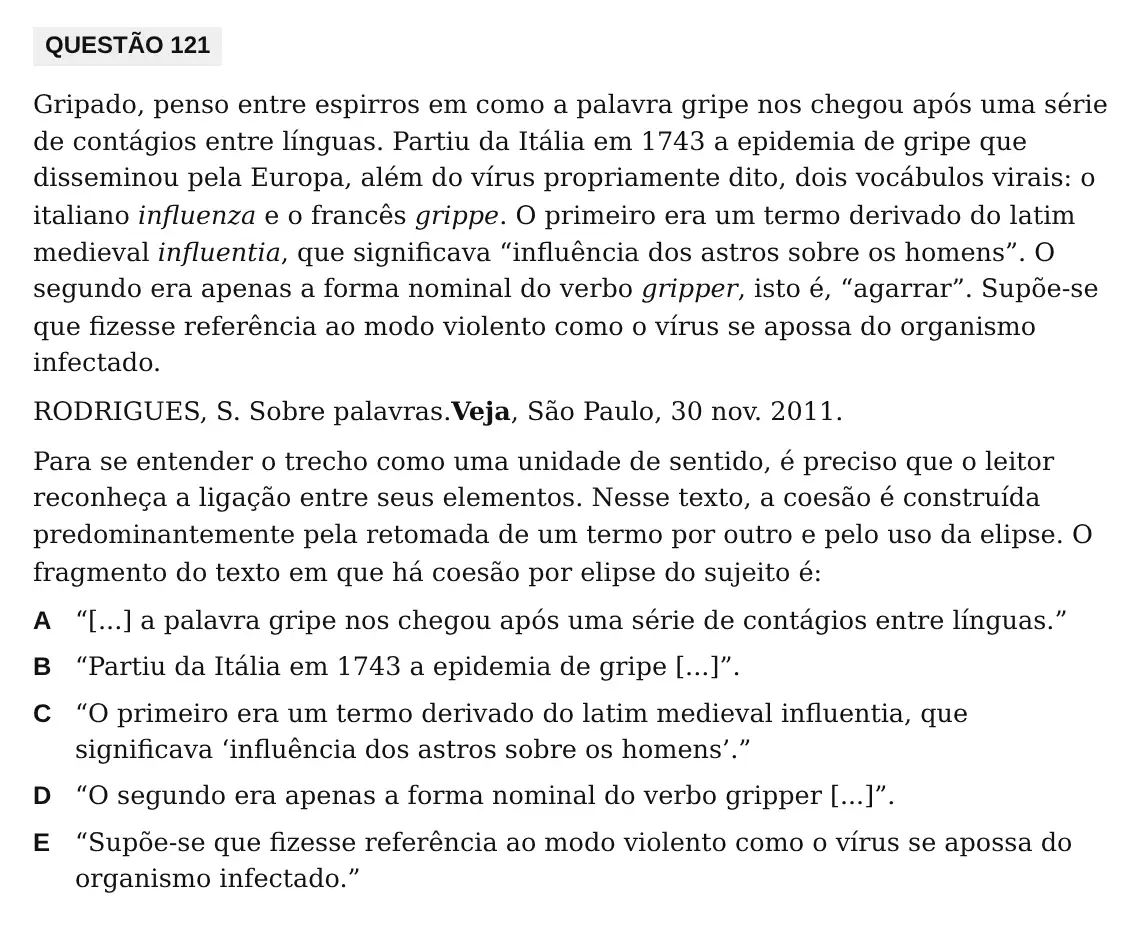 QUESTÃO 121
Gripado, penso entre espirros em como a palavra gripe nos chegou após uma série
de contágios entre línguas. Partiu da Itália em 1743 a epidemia de gripe que
disseminou pela Europa, além do vírus propriamente dito, dois vocábulos virais: o
italiano influenza e o francês grippe. O primeiro era um termo derivado do latim
medieval influentia, que significava “influência dos astros sobre os homens”. O
segundo era apenas a forma nominal do verbo gripper, isto é, “agarrar”. Supõe-se
que fizesse referência ao modo violento como o vírus se apossa do organismo
infectado.
RODRIGUES, S. Sobre palavras.Veja, São Paulo, 30 nov. 2011.
Para se entender o trecho como uma unidade de sentido, é preciso que o leitor
reconheça a ligação entre seus elementos. Nesse texto, a coesão é construída
predominantemente pela retomada de um termo por outro e pelo uso da elipse. O
fragmento do texto em que há coesão por elipse do sujeito é:
A “[...] a palavra gripe nos chegou após uma série de contágios entre línguas.”
B “Partiu da Itália em 1743 a epidemia de gripe [...]”.
C “O primeiro era um termo derivado do latim medieval influentia, que
significava ‘influência dos astros sobre os homens’.”
D “O segundo era apenas a forma nominal do verbo gripper [...]”.
E “Supõe-se que fizesse referência ao modo violento como o vírus se apossa do
organismo infectado.”